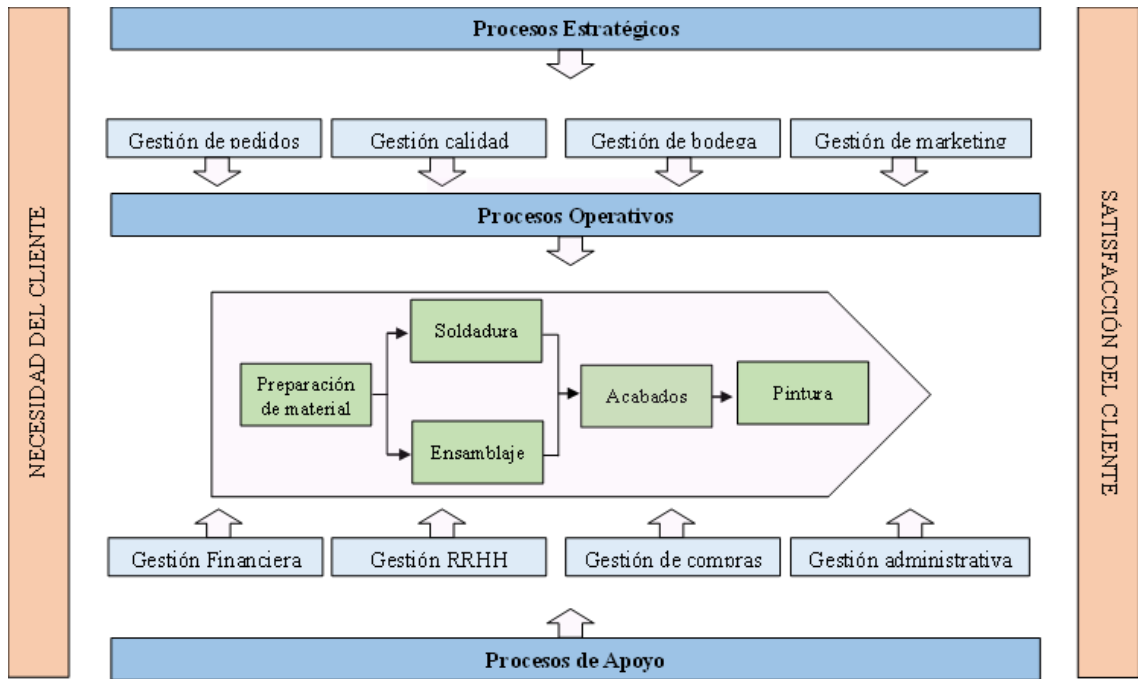 Procesos Estratégicos
NECESIDAD DEL CLIENTE
SATISFACCIÓN DEL CLIENTE
Gestión de pedidos
Gestión calidad
Gestión de bodega
Gestión de marketing
Procesos Operativos
Preparación
de material
Soldadura
Ensamblaje
Acabados
Pintura
Gestión Financiera
Gestión RRHH
Gestión de compras
Gestión administrativa
Procesos de Apoyo